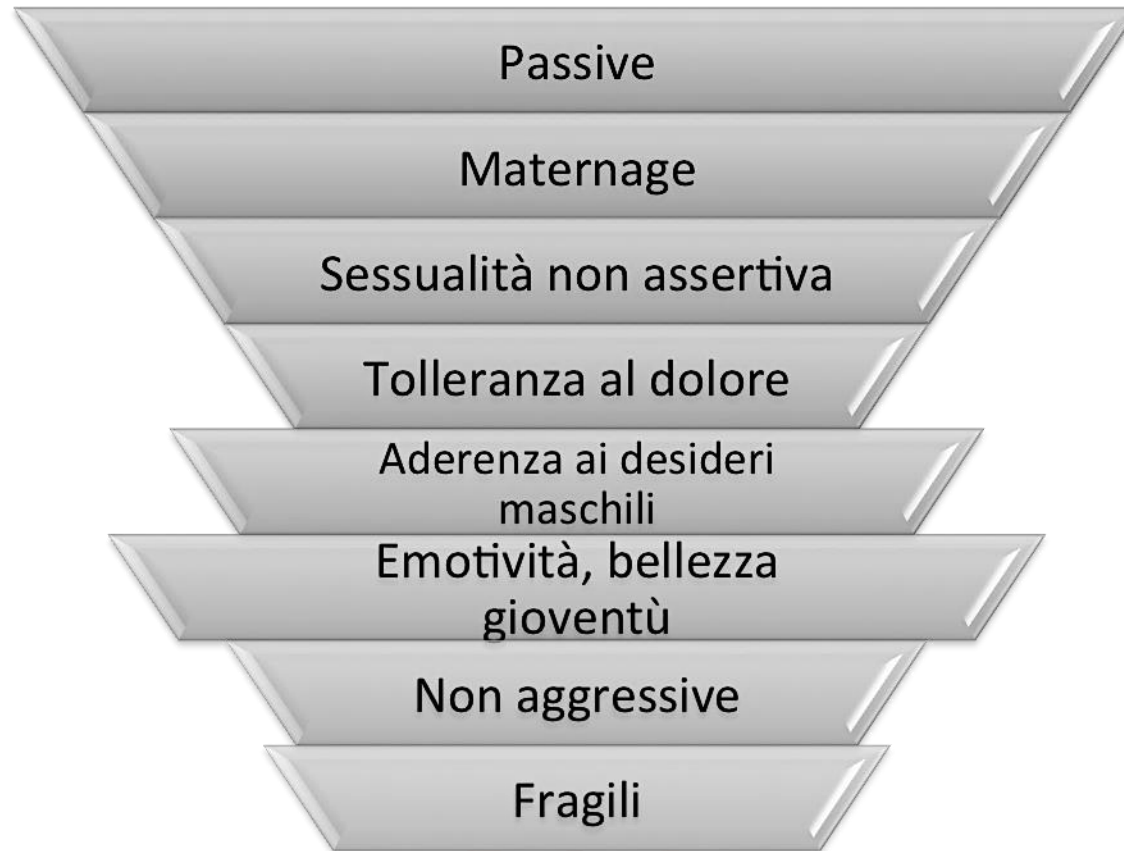 Passive
Maternage
Sessualità non assertiva
Tolleranza al dolore
Aderenza ai desideri
maschili
Emotività, bellezza
gioventù
Non aggressive
Fragili